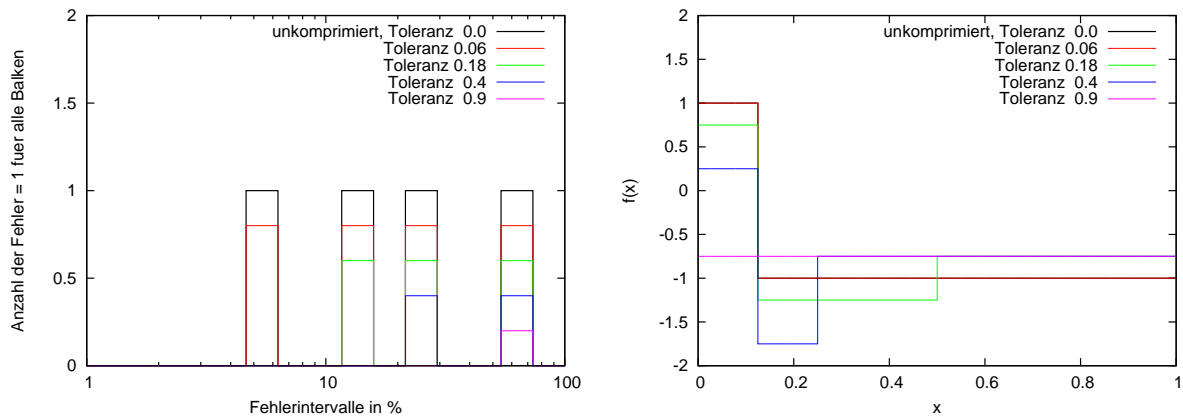 Anzahl der Fehler = 1 fuer alle Balken
2
1.5
1
0.5
0
unkomprimiert, Toleranz 0.0
Toleranz 0.06
Toleranz 0.18
Toleranz 0.4
Toleranz 0.9
1
10
100
Fehlerintervalle in %
f(x)
2
1.5
1
0.5
0
-0.5
-1
-1.5
-2
unkomprimiert, Toleranz 0.0
Toleranz 0.06
Toleranz 0.18
Toleranz 0.4
Toleranz 0.9
0
0.2
0.4
0.6
0.8
1
x